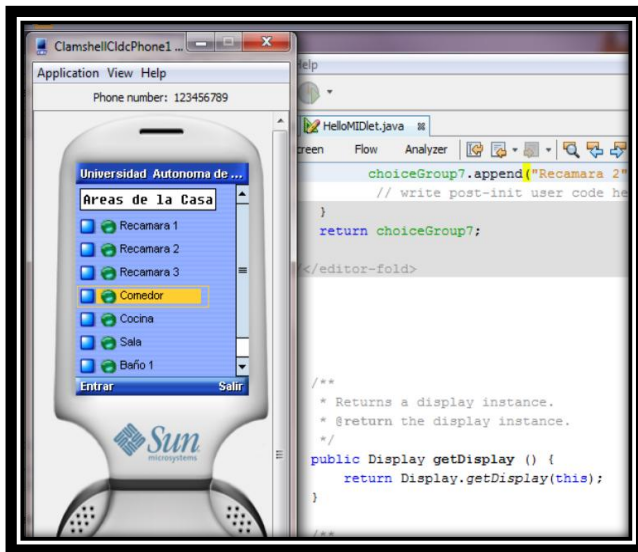 ClamshellCldcPhone1 ...
Application View Help
Phone number: 123456789
Universidad Autonoma de ...
Areas de la Casa
Recamara 1
Recamara 2
Recamara 3
Comedor
Cocina
Sala
Baño 1
Entrar Salir
Sun
microsystems
Help
HelloMIDlet.java
creen Flow Analyzer
choiceGroup7.append("Recamara 2"
// write post-init user code he
}
return choiceGroup7;
</editor-fold>
/**
* Returns a display instance.
* @return the display instance.
*/
public Display getDisplay () {
return Display.getDisplay(this);
}
/**